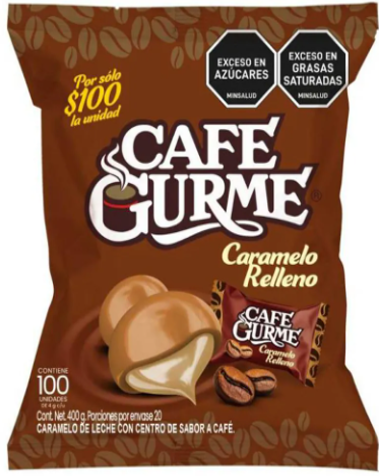 Por sólo
$100
la unidad
EXCESO EN
AZÚCARES
MINSALUD
EXCESO EN
GRASAS
SATURADAS
MINSALUD
CAFÉ
GURMÉ®
Caramelo
Relleno
CAFÉ
GURMÉ
Caramelo
Relleno
CONTIENE
100
UNIDADES
Cont. Net. 400 g. Porciones por envase 20
CARAMELO DE LECHE CON CENTRO DE SABOR A CAFÉ.